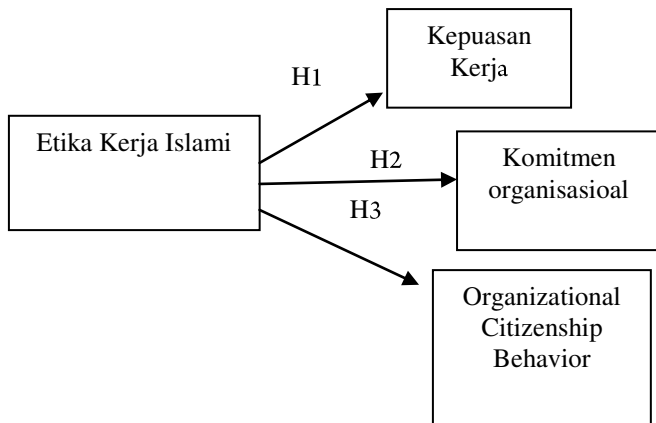 Kepuasan
Kerja
H1
Etika Kerja Islami
H2
Komitmen
organisasioal
H3
Organizational
Citizenship
Behavior